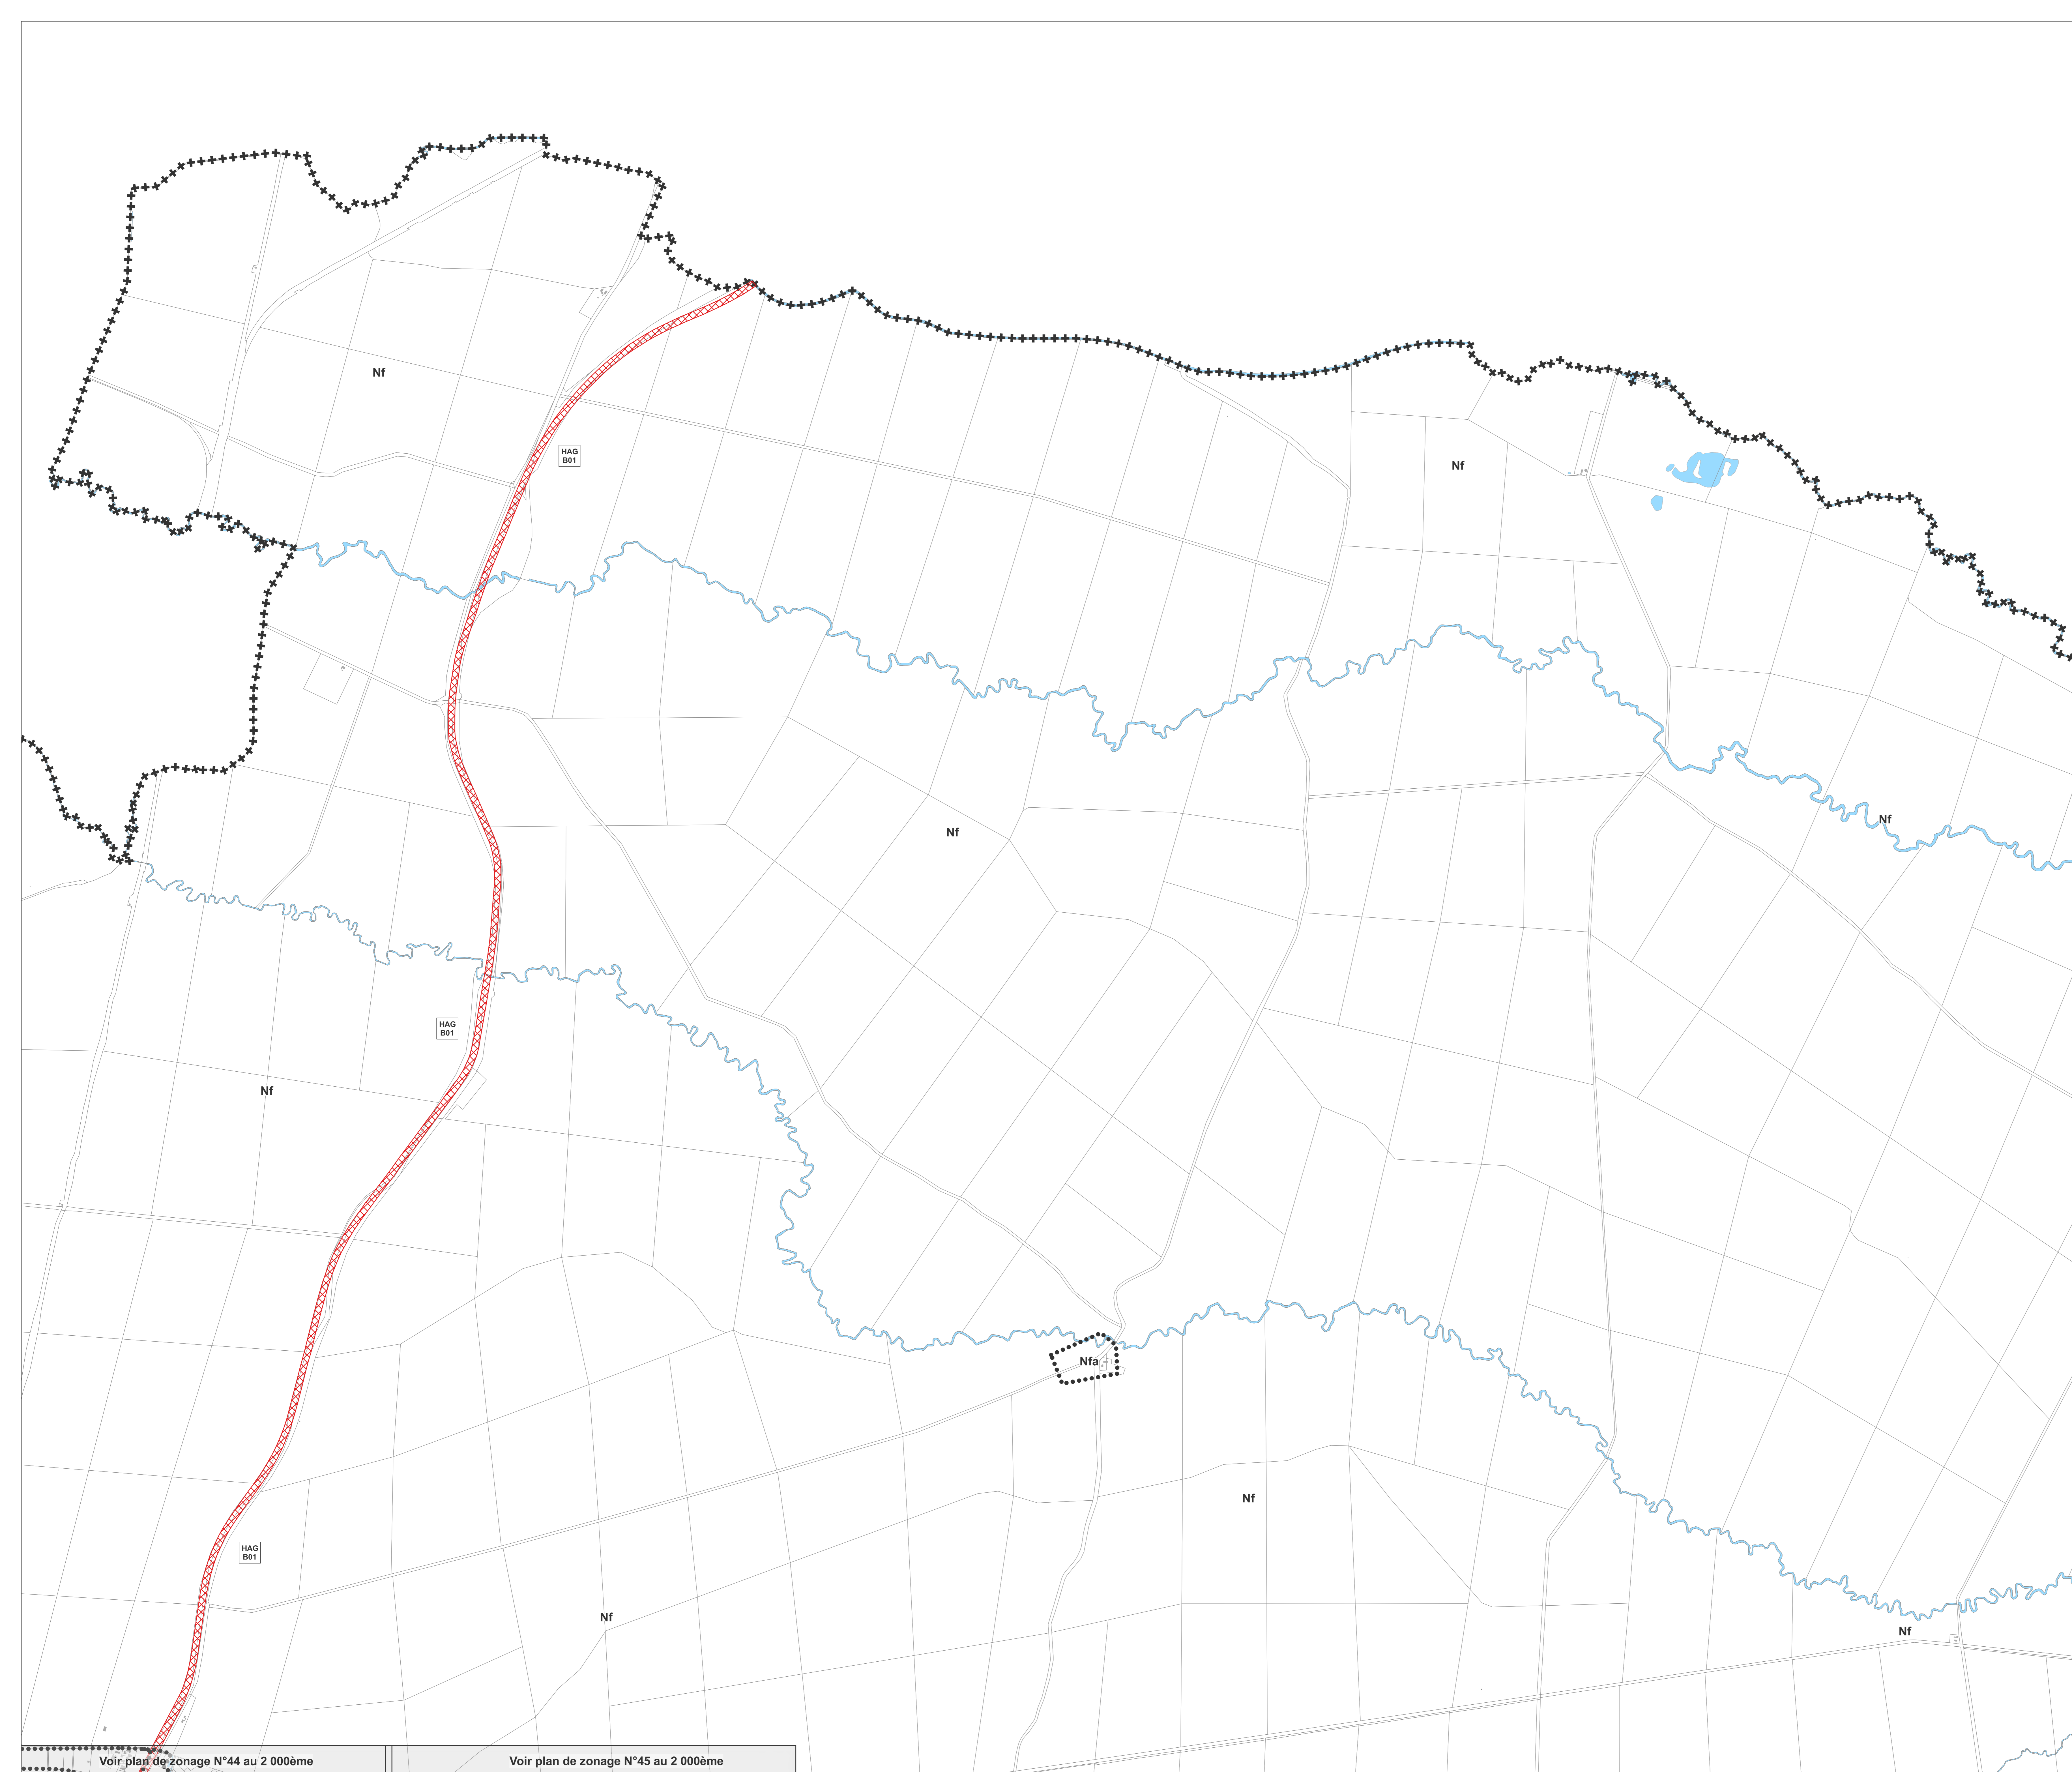 Nf
HAG
B01
Nf
Nf
Nf
HAG
B01
Nf
Nfa
Nf
HAG
B01
Nf
Nf
Voir plan de zonage N°44 au 2 000ème
Voir plan de zonage N°45 au 2 000ème